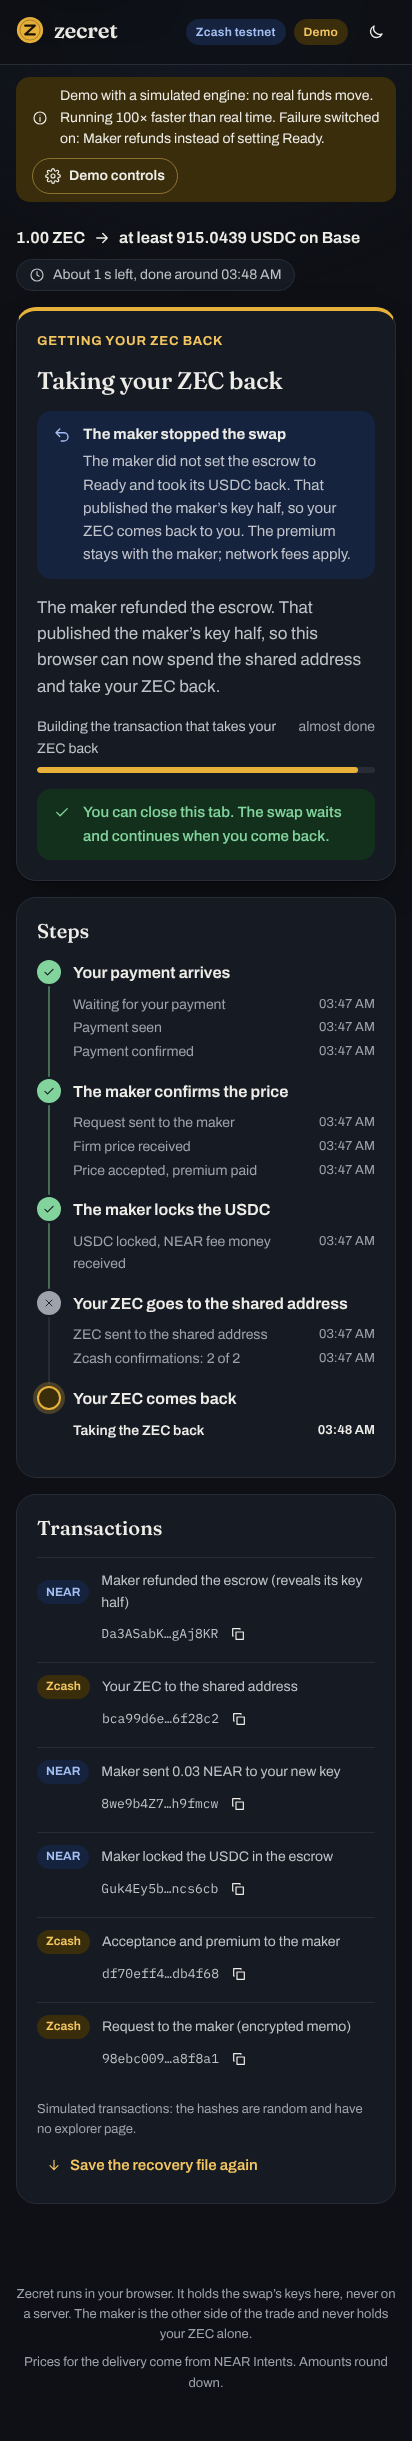 zecret
Zcash testnet
Demo
Demo with a simulated engine: no real funds move.
Running 100× faster than real time. Failure switched
on: Maker refunds instead of setting Ready.
Demo controls
1.00 ZEC → at least 915.0439 USDC on Base
About 1 s left, done around 03:48 AM
GETTING YOUR ZEC BACK
Taking your ZEC back
The maker stopped the swap
The maker did not set the escrow to
Ready and took its USDC back. That
published the maker's key half, so your
ZEC comes back to you. The premium
stays with the maker; network fees apply.
The maker refunded the escrow. That
published the maker's key half, so this
browser can now spend the shared address
and take your ZEC back.
Building the transaction that takes your almost done
ZEC back
You can close this tab. The swap waits
and continues when you come back.
Steps
Your payment arrives
Waiting for your payment 03:47 AM
Payment seen 03:47 AM
Payment confirmed 03:47 AM
The maker confirms the price
Request sent to the maker 03:47 AM
Firm price received 03:47 AM
Price accepted, premium paid 03:47 AM
The maker locks the USDC
USDC locked, NEAR fee money 03:47 AM
received
Your ZEC goes to the shared address
ZEC sent to the shared address 03:47 AM
Zcash confirmations: 2 of 2 03:47 AM
Your ZEC comes back
Taking the ZEC back 03:48 AM
Transactions
NEAR Maker refunded the escrow (reveals its key
half)
Da3ASabK…gAj8KR
Zcash Your ZEC to the shared address
bca99d6e…6f28c2
NEAR Maker sent 0.03 NEAR to your new key
8we9b4Z7…h9fmcw
NEAR Maker locked the USDC in the escrow
Guk4Ey5b…ncs6cb
Zcash Acceptance and premium to the maker
df70eff4…db4f68
Zcash Request to the maker (encrypted memo)
98ebc009…a8f8a1
Simulated transactions: the hashes are random and have
no explorer page.
Save the recovery file again
Zecret runs in your browser. It holds the swap's keys here, never on
a server. The maker is the other side of the trade and never holds
your ZEC alone.
Prices for the delivery come from NEAR Intents. Amounts round
down.